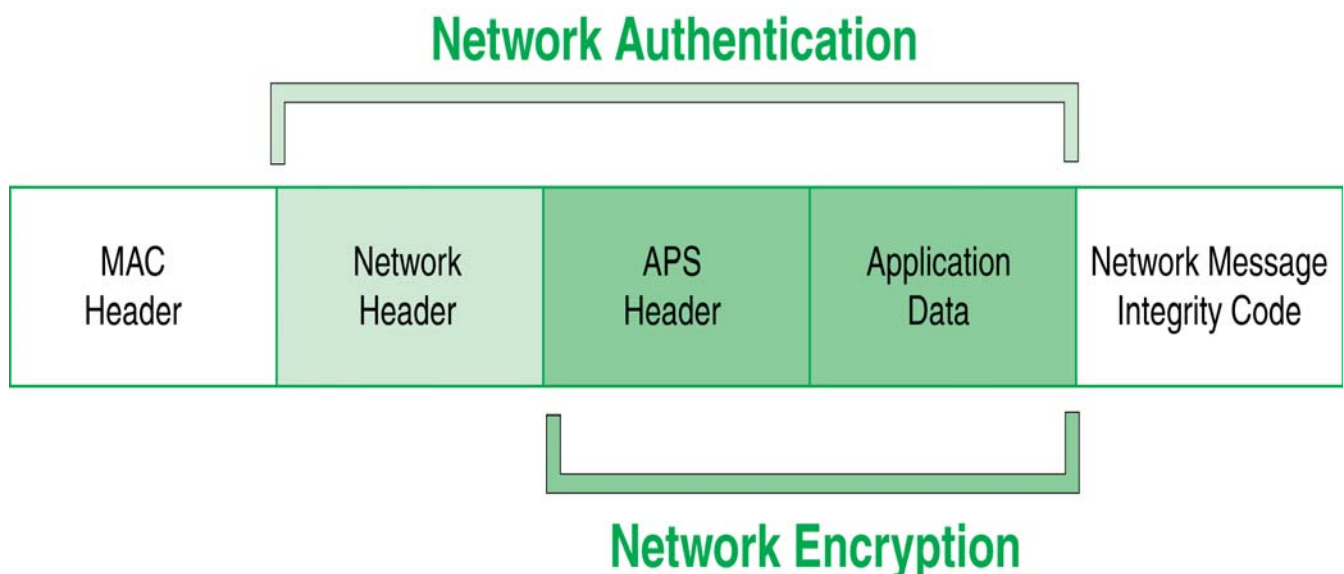 Network Authentication
MAC
Header
Network
Header
APS
Header
Application
Data
Network Message
Integrity Code
Network Encryption